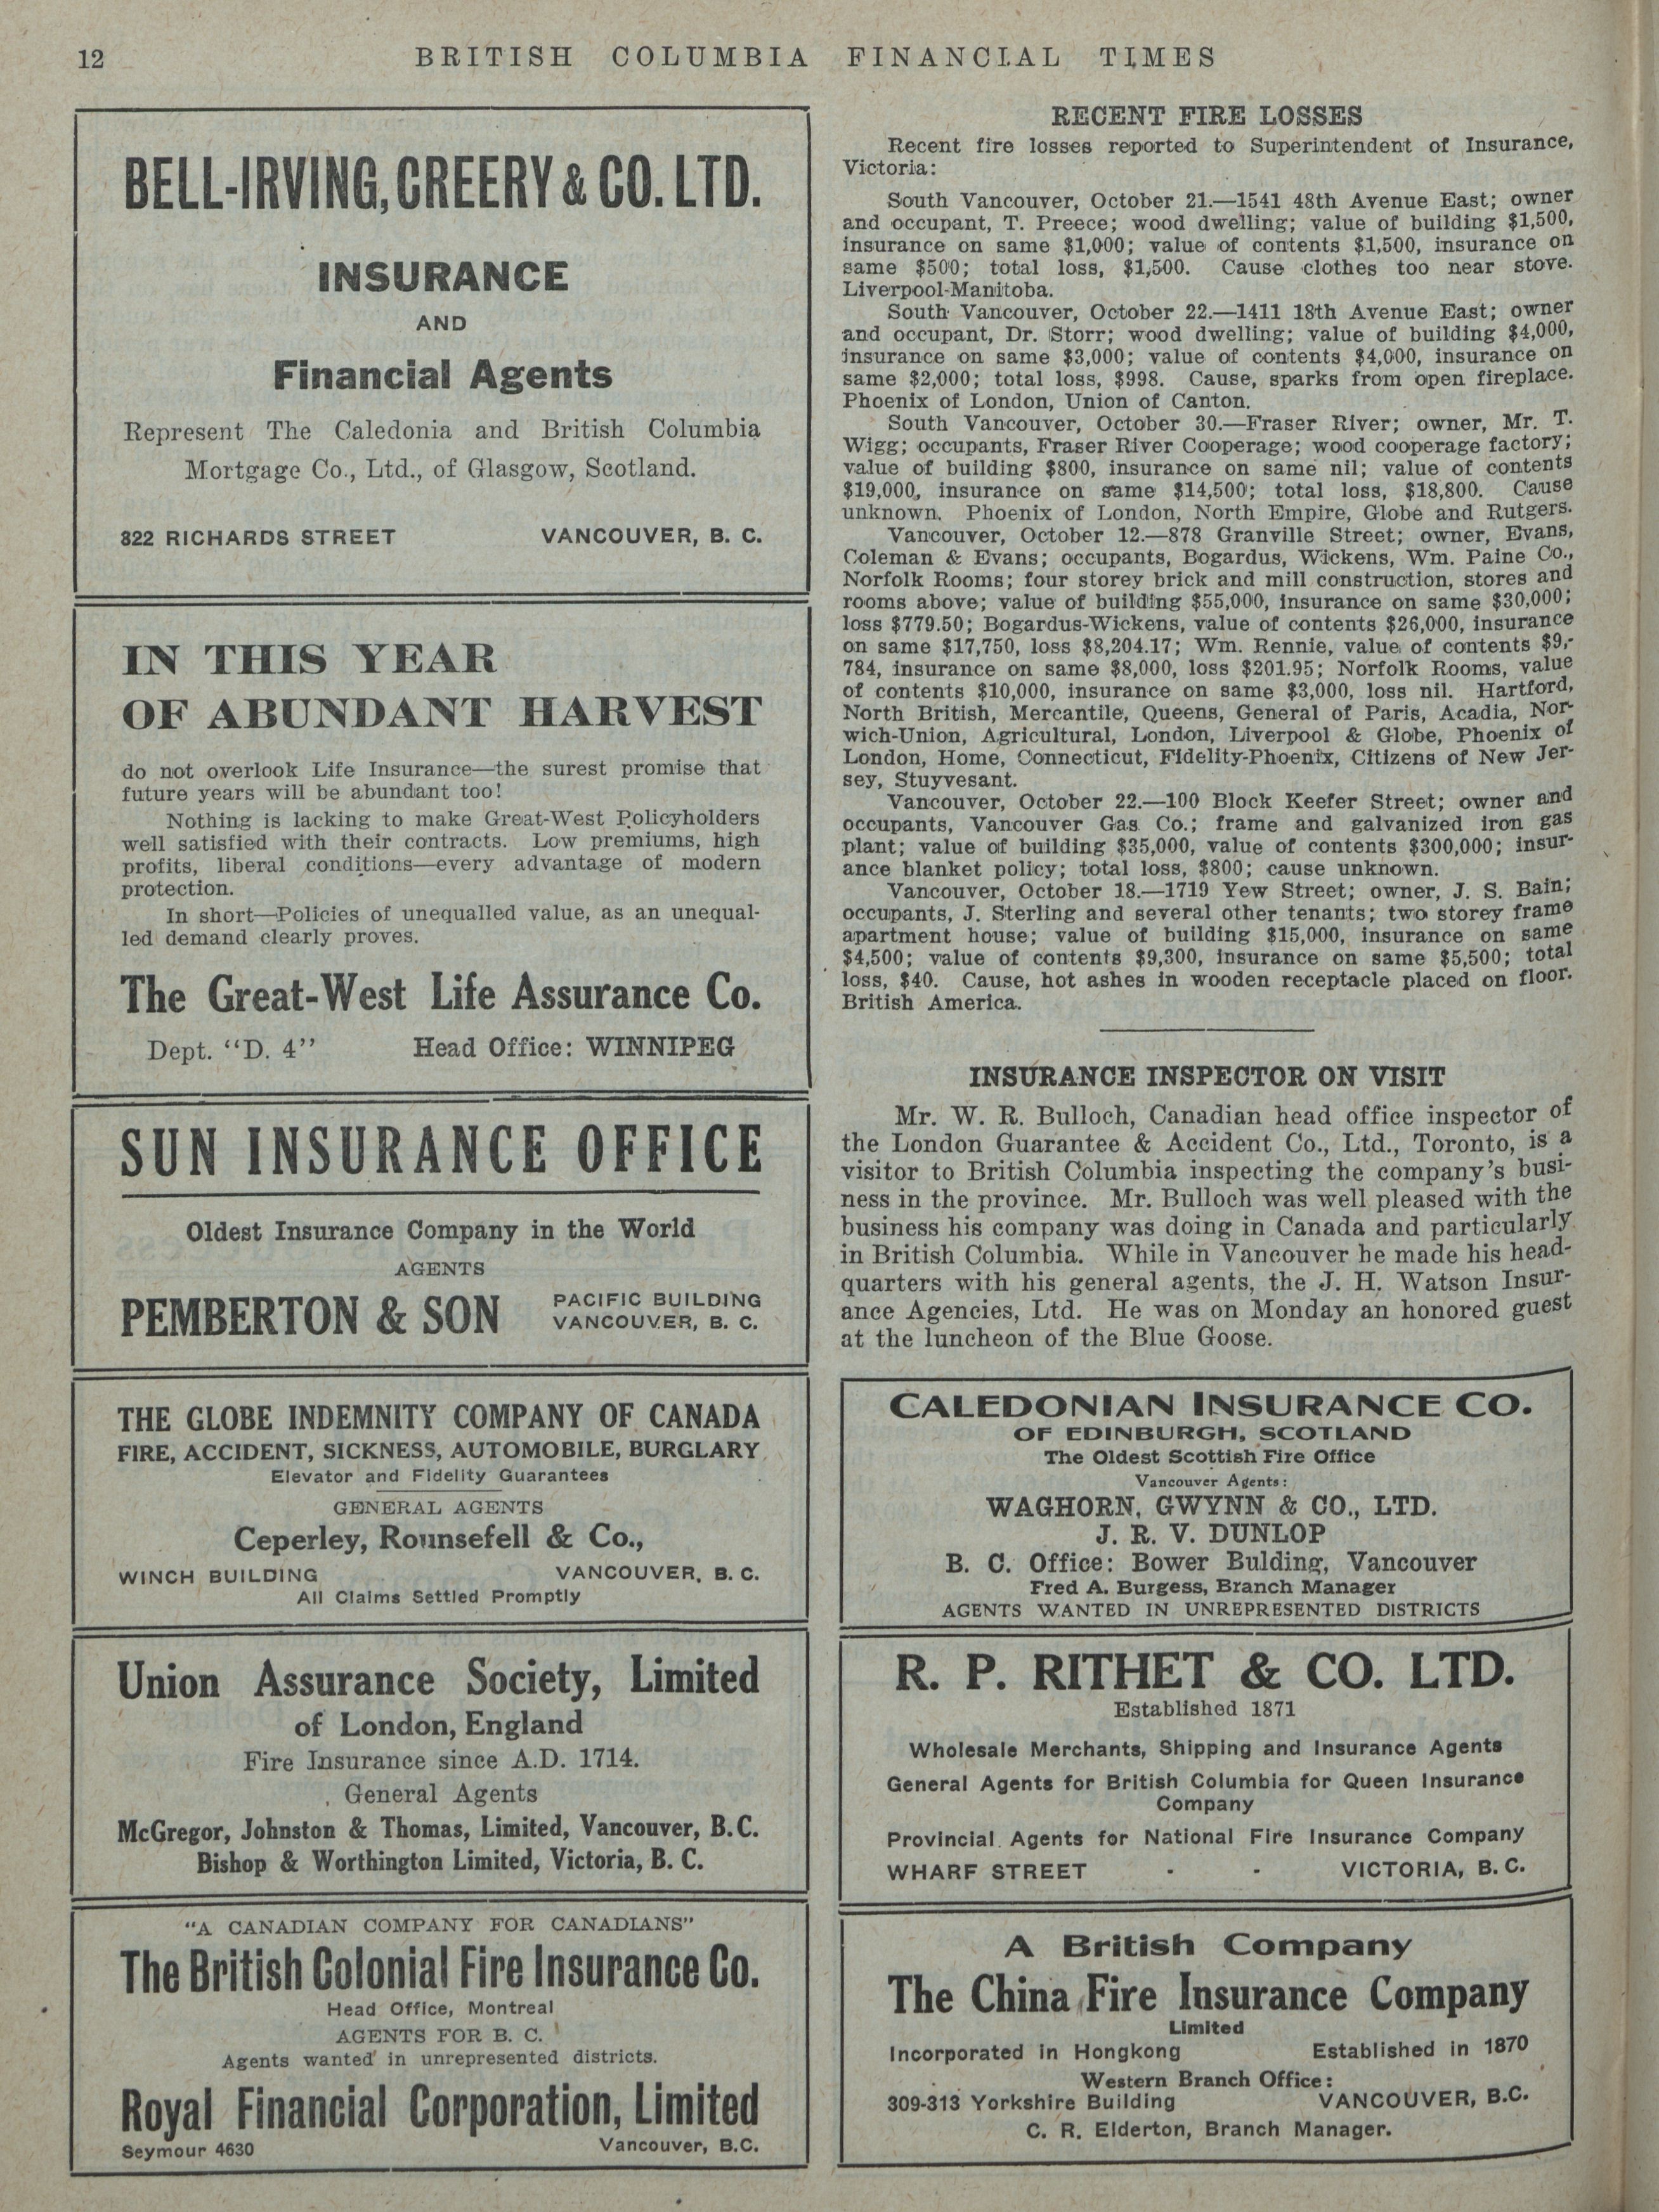 12
BRITISH COLUMBIA FINANCIAL TIMES
BELL-IRVING, CREERY & CO. LTD.
INSURANCE
AND
Financial Agents
Represent The Caledonia and British Columbia
Mortgage Co., Ltd., of Glasgow, Scotland.
822 RICHARDS STREET VANCOUVER, B. C.
IN THIS YEAR
OF ABUNDANT HARVEST
do not overlook Life Insurance—the surest promise that
future years will be abundant too!
Nothing is lacking to make Great-West Policyholders
well satisfied with their contracts. Low premiums, high
profits, liberal conditions—every advantage of modern
protection.
In short—Policies of unequalled value, as an unequal-
led demand clearly proves.
The Great-West Life Assurance Co.
Dept. "D. 4" Head Office: WINNIPEG
SUN INSURANCE OFFICE
Oldest Insurance Company in the World
AGENTS
PEMBERTON & SON
PACIFIC BUILDING
VANCOUVER, B. C.
THE GLOBE INDEMNITY COMPANY OF CANADA
FIRE, ACCIDENT, SICKNESS, AUTOMOBILE, BURGLARY
Elevator and Fidelity Guarantees
GENERAL AGENTS
Ceperley, Rounsefell & Co.,
WINCH BUILDING VANCOUVER, B. C.
All Claims Settled Promptly
Union Assurance Society, Limited
of London, England
Fire Insurance since A.D. 1714.
General Agents
McGregor, Johnston & Thomas, Limited, Vancouver, B.C.
Bishop & Worthington Limited, Victoria, B. C.
"A CANADIAN COMPANY FOR CANADIANS"
The British Colonial Fire Insurance Co.
Head Office, Montreal
AGENTS FOR B. C.
Agents wanted in unrepresented districts.
Royal Financial Corporation, Limited
Seymour 4630 Vancouver, B.C.
RECENT FIRE LOSSES
Recent fire losses reported to Superintendent of Insurance,
Victoria:
South Vancouver, October 21.—1541 48th Avenue East; owner
and occupant, T. Preece; wood dwelling; value of building $1,500,
insurance on same $1,000; value of contents $1,500, insurance on
same $500; total loss, $1,500. Cause clothes too near stove.
Liverpool-Manitoba.
South Vancouver, October 22.—1411 18th Avenue East; owner
and occupant, Dr. Storr; wood dwelling; value of building $4,000,
insurance on same $3,000; value of contents $4,000, insurance on
same $2,000; total loss, $998. Cause, sparks from open fireplace.
Phoenix of London, Union of Canton.
South Vancouver, October 30.—Fraser River; owner, Mr. T.
Wigg; occupants, Fraser River Cooperage; wood cooperage factory;
value of building $800, insurance on same nil; value of contents
$19,000, insurance on same $14,500; total loss, $18,800. Cause
unknown. Phoenix of London, North Empire, Globe and Rutgers.
Vancouver, October 12.—878 Granville Street; owner, Evans,
Coleman & Evans; occupants, Bogardus, Wickens, Wm. Paine Co.,
Norfolk Rooms; four storey brick and mill construction, stores and
rooms above; value of building $55,000, insurance on same $30,000;
loss $779.50; Bogardus-Wickens, value of contents $26,000, insurance
on same $17,750, loss $8,204.17; Wm. Rennie, value of contents $9,-
784, insurance on same $8,000, loss $201.95; Norfolk Rooms, value
of contents $10,000, insurance on same $3,000, loss nil. Hartford,
North British, Mercantile, Queens, General of Paris, Acadia, Nor-
wich-Union, Agricultural, London, Liverpool & Globe, Phoenix of
London, Home, Connecticut, Fidelity-Phoenix, Citizens of New Jer-
sey, Stuyvesant.
Vancouver, October 22.—100 Block Keefer Street; owner and
occupants, Vancouver Gas Co.; frame and galvanized iron gas
plant; value of building $35,000, value of contents $300,000; insur-
ance blanket policy; total loss, $800; cause unknown.
Vancouver, October 18.—1719 Yew Street; owner, J. S. Bain;
occupants, J. Sterling and several other tenants; two storey frame
apartment house; value of building $15,000, insurance on same
$4,500; value of contents $9,300, insurance on same $5,500; total
loss, $40. Cause, hot ashes in wooden receptacle placed on floor.
British America.
INSURANCE INSPECTOR ON VISIT
Mr. W. R. Bulloch, Canadian head office inspector of
the London Guarantee & Accident Co., Ltd., Toronto, is a
visitor to British Columbia inspecting the company's busi-
ness in the province. Mr. Bulloch was well pleased with the
business his company was doing in Canada and particularly
in British Columbia. While in Vancouver he made his head-
quarters with his general agents, the J. H. Watson Insur-
ance Agencies, Ltd. He was on Monday an honored guest
at the luncheon of the Blue Goose.
CALEDONIAN INSURANCE CO.
OF EDINBURGH, SCOTLAND
The Oldest Scottish Fire Office
Vancouver Agents:
WAGHORN, GWYNN & CO., LTD.
J. R. V. DUNLOP
B. C. Office: Bower Bulding, Vancouver
Fred A. Burgess, Branch Manager
AGENTS WANTED IN UNREPRESENTED DISTRICTS
R. P. RITHET & CO. LTD.
Established 1871
Wholesale Merchants, Shipping and Insurance Agents
General Agents for British Columbia for Queen Insurance
Company
Provincial Agents for National Fire Insurance Company
WHARF STREET - - VICTORIA, B. C.
A British Company
The China Fire Insurance Company
Limited
Incorporated in Hongkong Established in 1870
Western Branch Office:
309-313 Yorkshire Building VANCOUVER, B.C.
C. R. Elderton, Branch Manager.